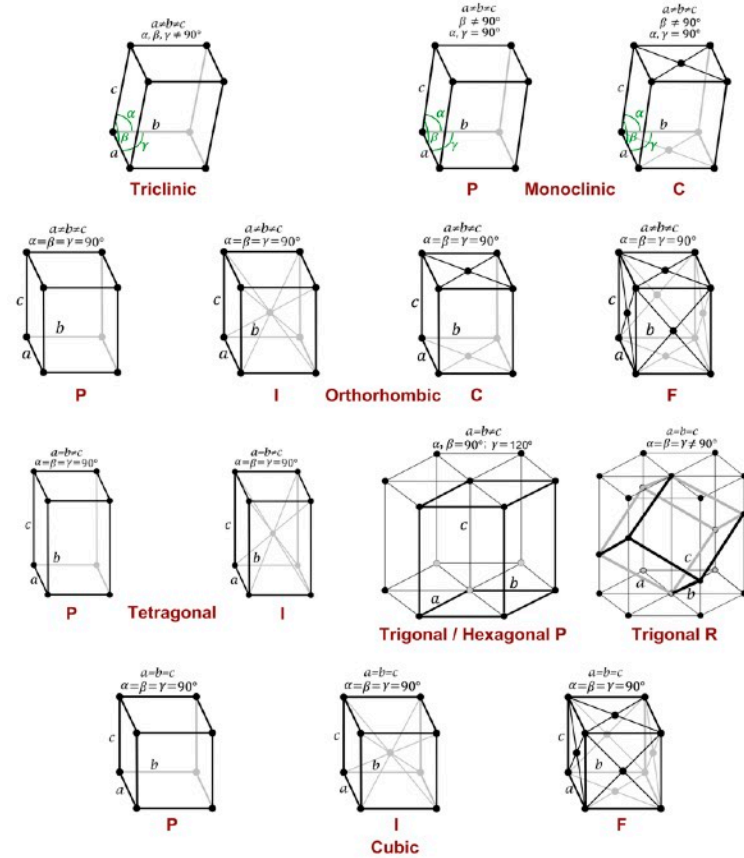 a≠b≠c
α, β, γ ≠ 90°
c
α
b
β
γ
a
Triclinic
a≠b≠c
β ≠ 90°
α, γ = 90°
c
α
b
β
γ
a
P
Monoclinic
a≠b≠c
β ≠ 90°
α, γ = 90°
c
α
b
β
γ
a
C
a≠b≠c
α=β=γ=90°
c
b
a
P
a≠b≠c
α=β=γ=90°
c
b
a
I
Orthorhombic
a≠b≠c
α=β=γ=90°
c
b
a
C
a≠b≠c
α=β=γ=90°
c
b
a
F
a=b≠c
α=β=γ=90°
c
b
a
P
Tetragonal
a=b≠c
α=β=γ=90°
c
b
a
I
a=b≠c
α, β=90°; γ=120°
c
b
a
Trigonal / Hexagonal P
a=b=c
α=β=γ≠90°
c
a
b
Trigonal R
a=b=c
α=β=γ=90°
c
b
a
P
a=b=c
α=β=γ=90°
c
b
a
I
Cubic
a=b=c
α=β=γ=90°
c
b
a
F